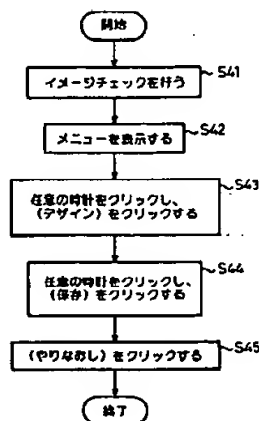 開始
イメージチェックを行う
S41
メニューを表示する
S42
任意の時計をクリックし、
(デザイン)をクリックする
S43
任意の時計をクリックし、
(保存)をクリックする
S44
(やりなおし)をクリックする
S45
終了